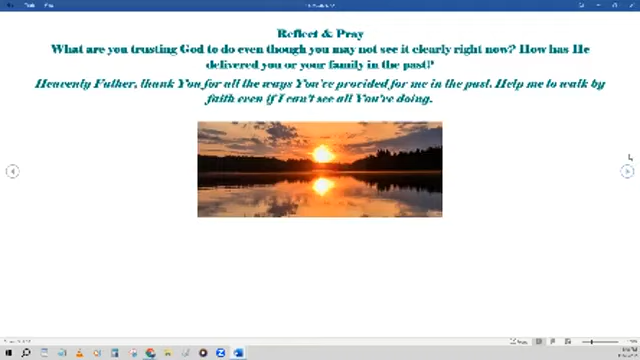 Reflect & Pray
What are you trusting God to do even though you may not see it clearly right now? How has He
delivered you or your family in the past?
Heavenly Father, thank You for all the ways You've provided for me in the past. Help me to walk by
faith even if I can't see all You're doing.